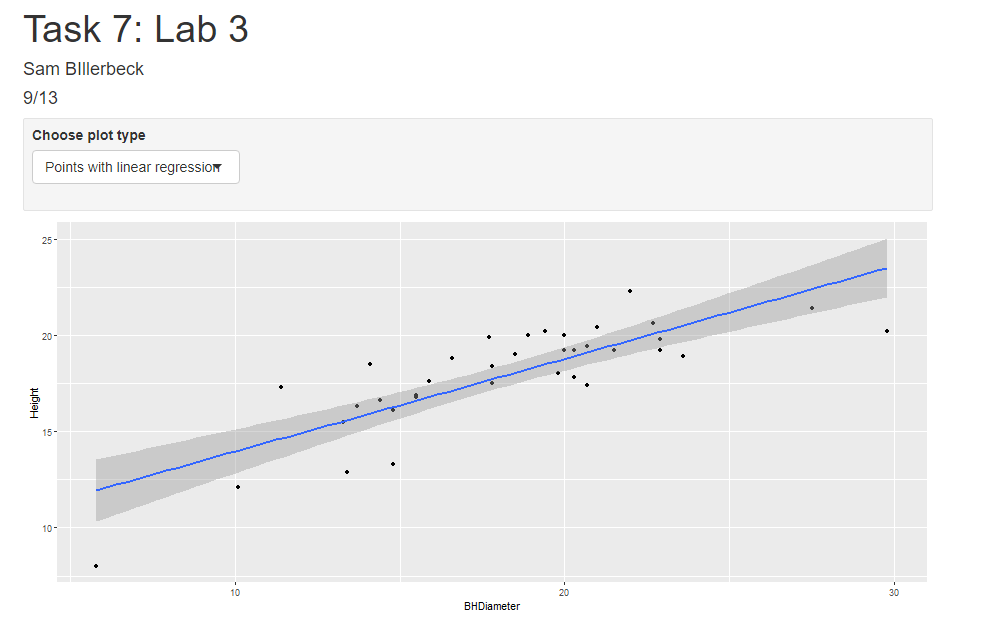 Task 7: Lab 3
Sam BIllerbeck
9/13
Choose plot type
Points with linear regression
25
20
15
10
Height
10
20
30
BHDiameter